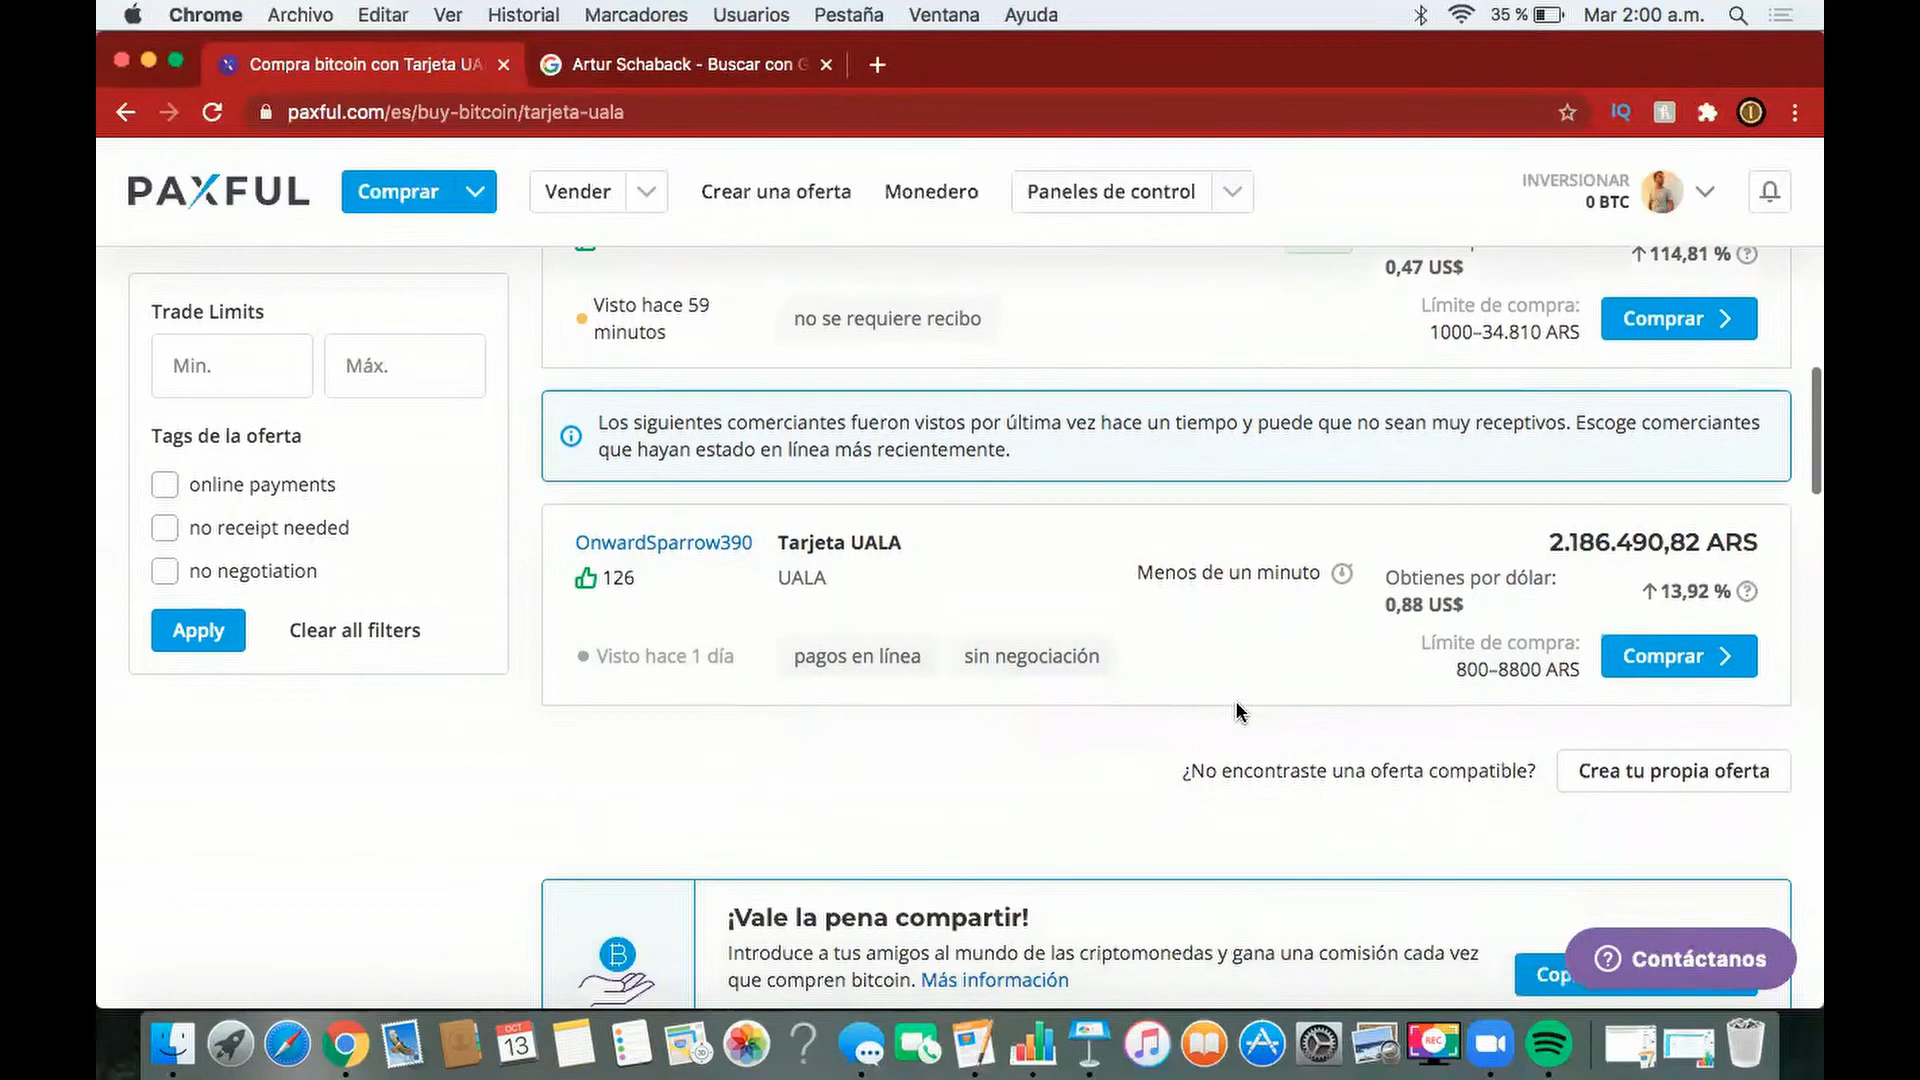 Chrome Archivo Editar Ver Historial Marcadores Usuarios Pestaña Ventana Ayuda 35 % Mar 2:00 a.m.
Compra bitcoin con Tarjeta UA
Artur Schaback - Buscar con G
paxful.com/es/buy-bitcoin/tarjeta-uala
IQ
PAXFUL
Comprar
Vender
Crear una oferta
Monedero
Paneles de control
INVERSIONAR
0 BTC
0,47 US$
114,81 %
Visto hace 59
minutos
no se requiere recibo
Límite de compra:
1000–34.810 ARS
Comprar
Trade Limits
Min.
Máx.
Tags de la oferta
online payments
no receipt needed
no negotiation
Apply
Clear all filters
Los siguientes comerciantes fueron vistos por última vez hace un tiempo y puede que no sean muy receptivos. Escoge comerciantes
que hayan estado en línea más recientemente.
OnwardSparrow390
126
Tarjeta UALA
UALA
Menos de un minuto
2.186.490,82 ARS
Obtienes por dólar:
0,88 US$
13,92 %
Visto hace 1 día
pagos en línea
sin negociación
Límite de compra:
800–8800 ARS
Comprar
¿No encontraste una oferta compatible?
Crea tu propia oferta
¡Vale la pena compartir!
Introduce a tus amigos al mundo de las criptomonedas y gana una comisión cada vez
que compren bitcoin. Más información
Cop
Contáctanos
OCT
13
REC